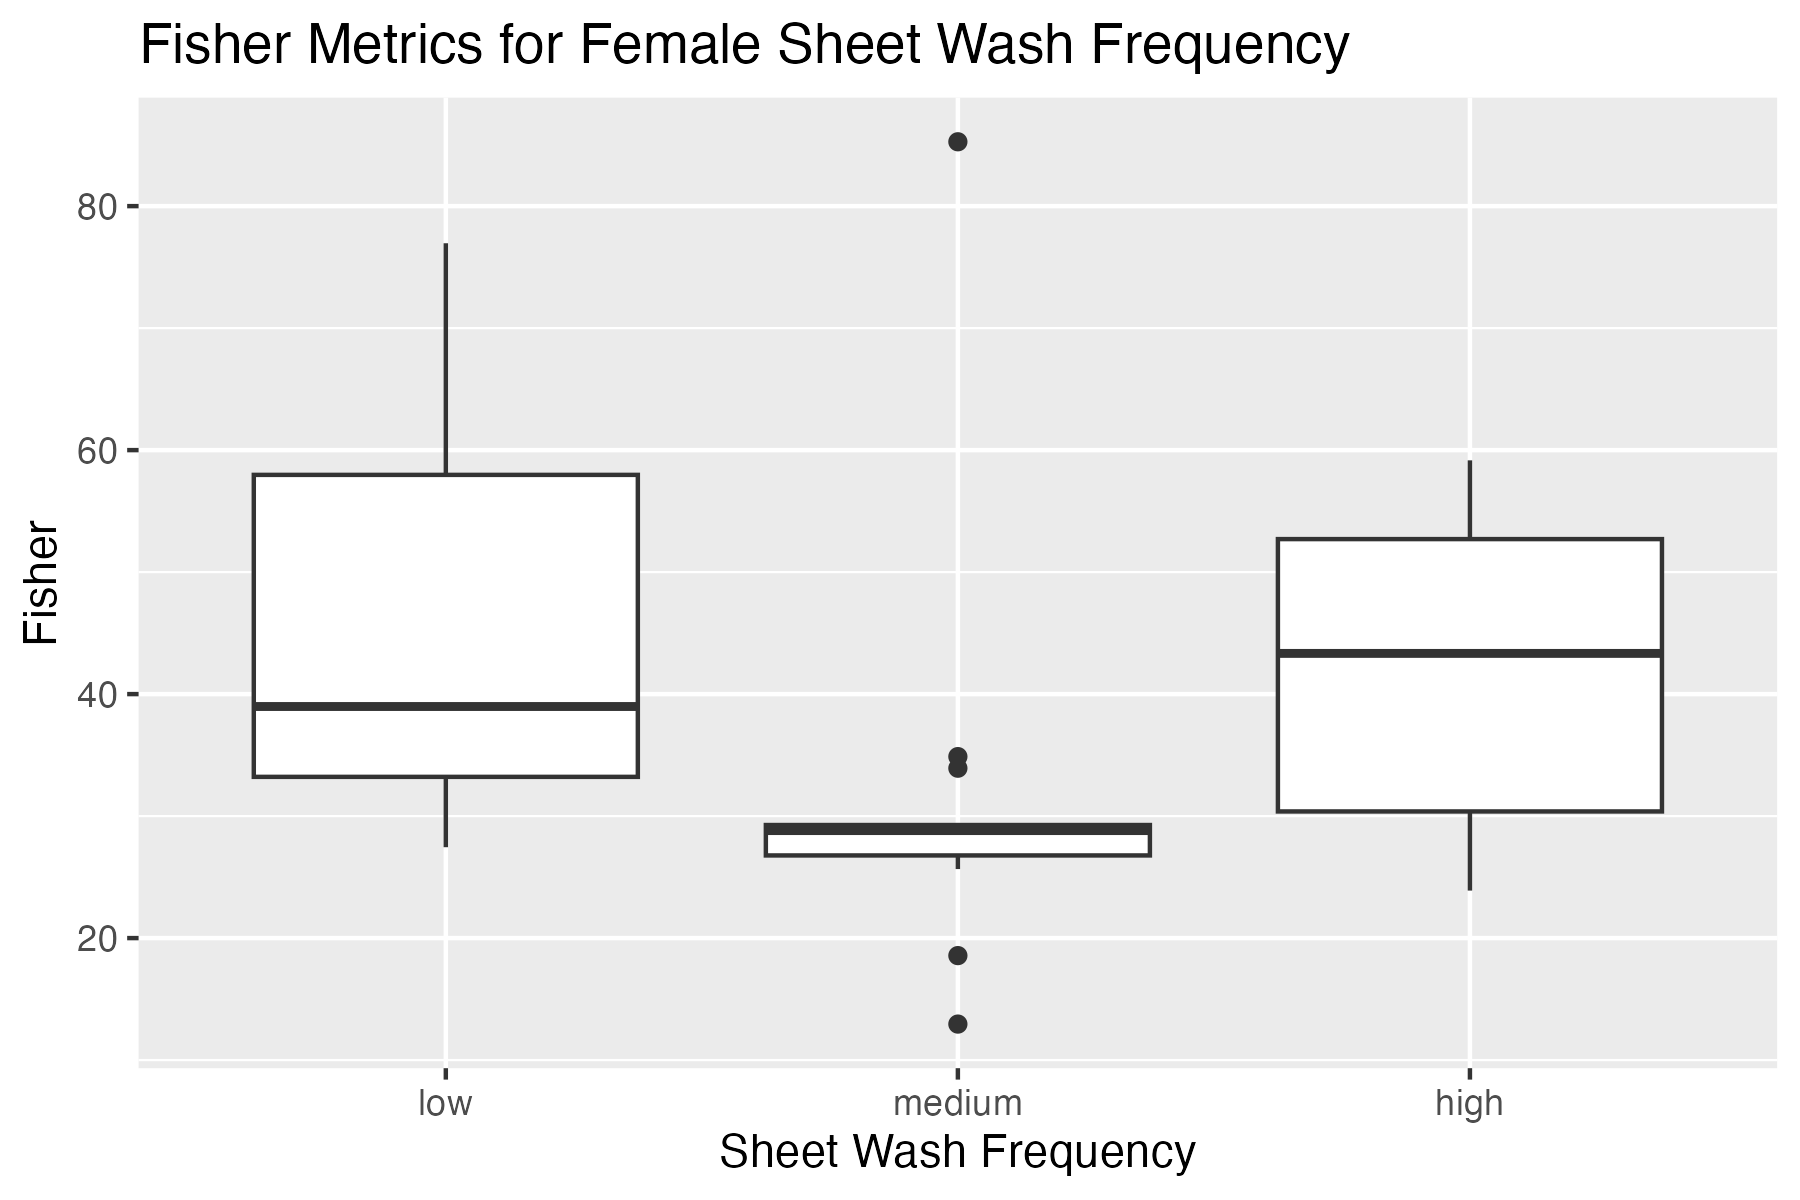 Fisher Metrics for Female Sheet Wash Frequency
Fisher
80
60
40
20
low
medium
high
Sheet Wash Frequency